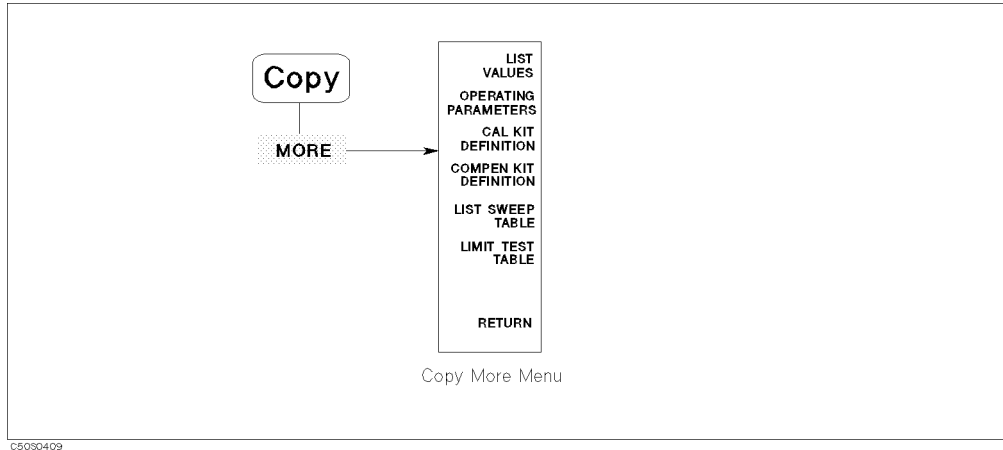 Copy
MORE
LIST
VALUES
OPERATING
PARAMETERS
CAL KIT
DEFINITION
COMPEN KIT
DEFINITION
LIST SWEEP
TABLE
LIMIT TEST
TABLE
RETURN
Copy More Menu
C50S0409